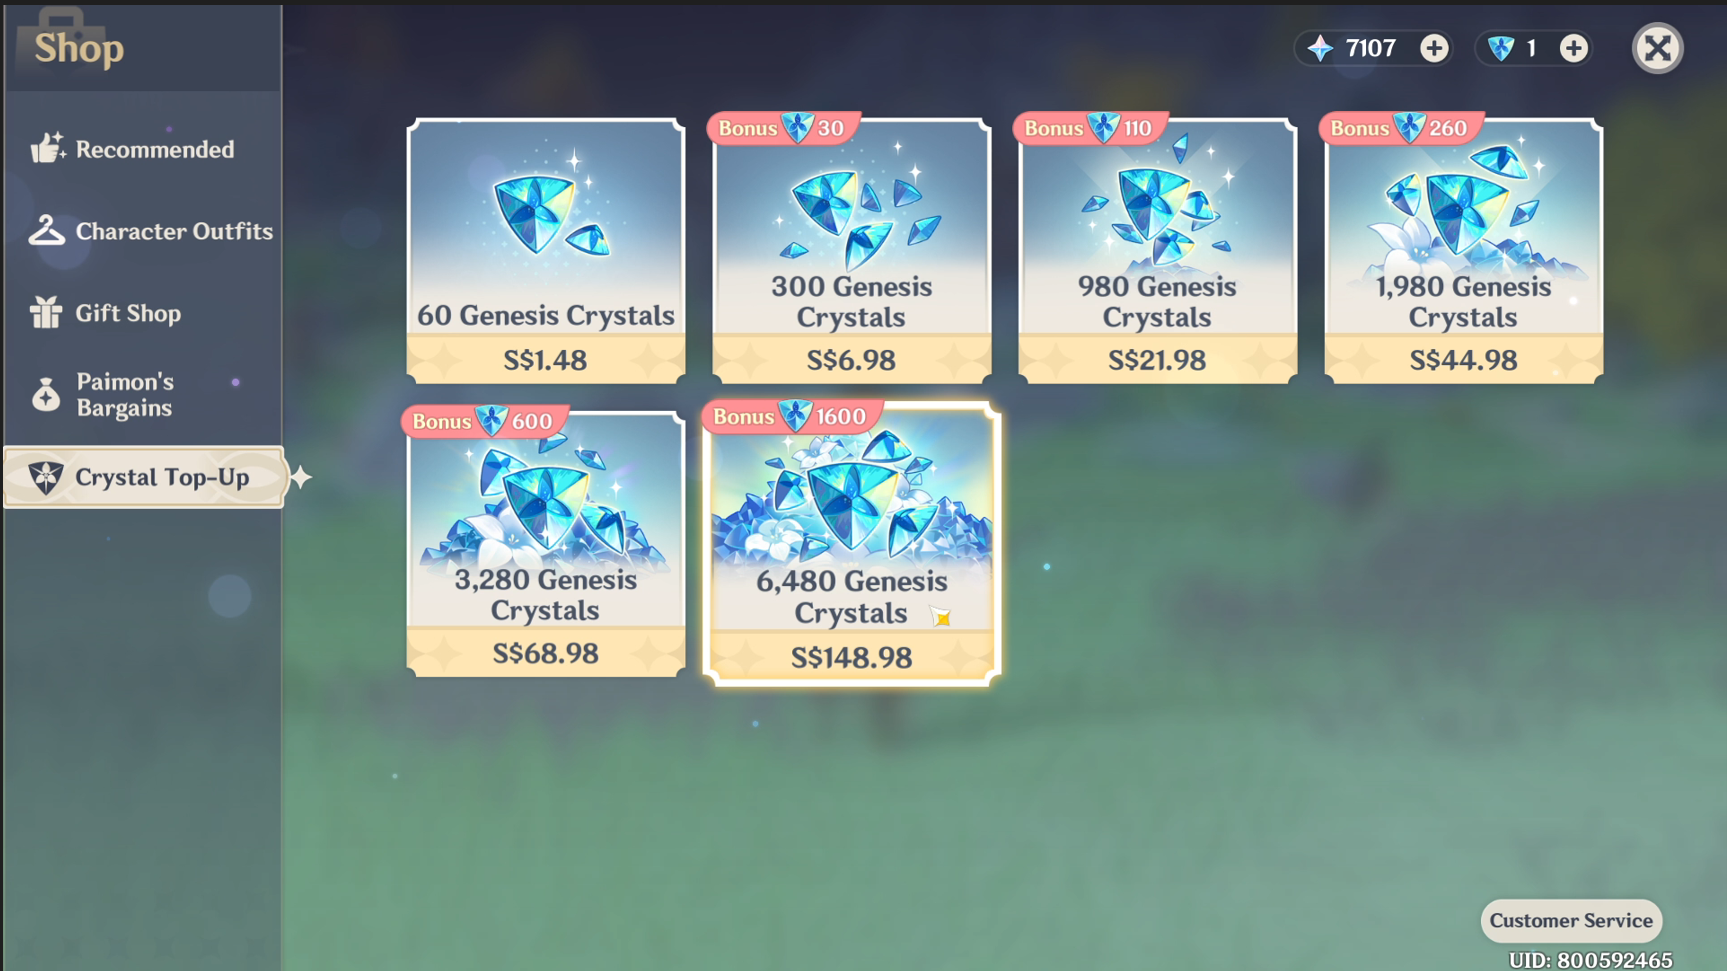 Shop
7107
1
Recommended
Character Outfits
Gift Shop
Paimon's
Bargains
Crystal Top-Up
60 Genesis Crystals
S$1.48
Bonus 30
300 Genesis
Crystals
S$6.98
Bonus 110
980 Genesis
Crystals
S$21.98
Bonus 260
1,980 Genesis
Crystals
S$44.98
Bonus 600
3,280 Genesis
Crystals
S$68.98
Bonus 1600
6,480 Genesis
Crystals
S$148.98
Customer Service
UID: 800592465